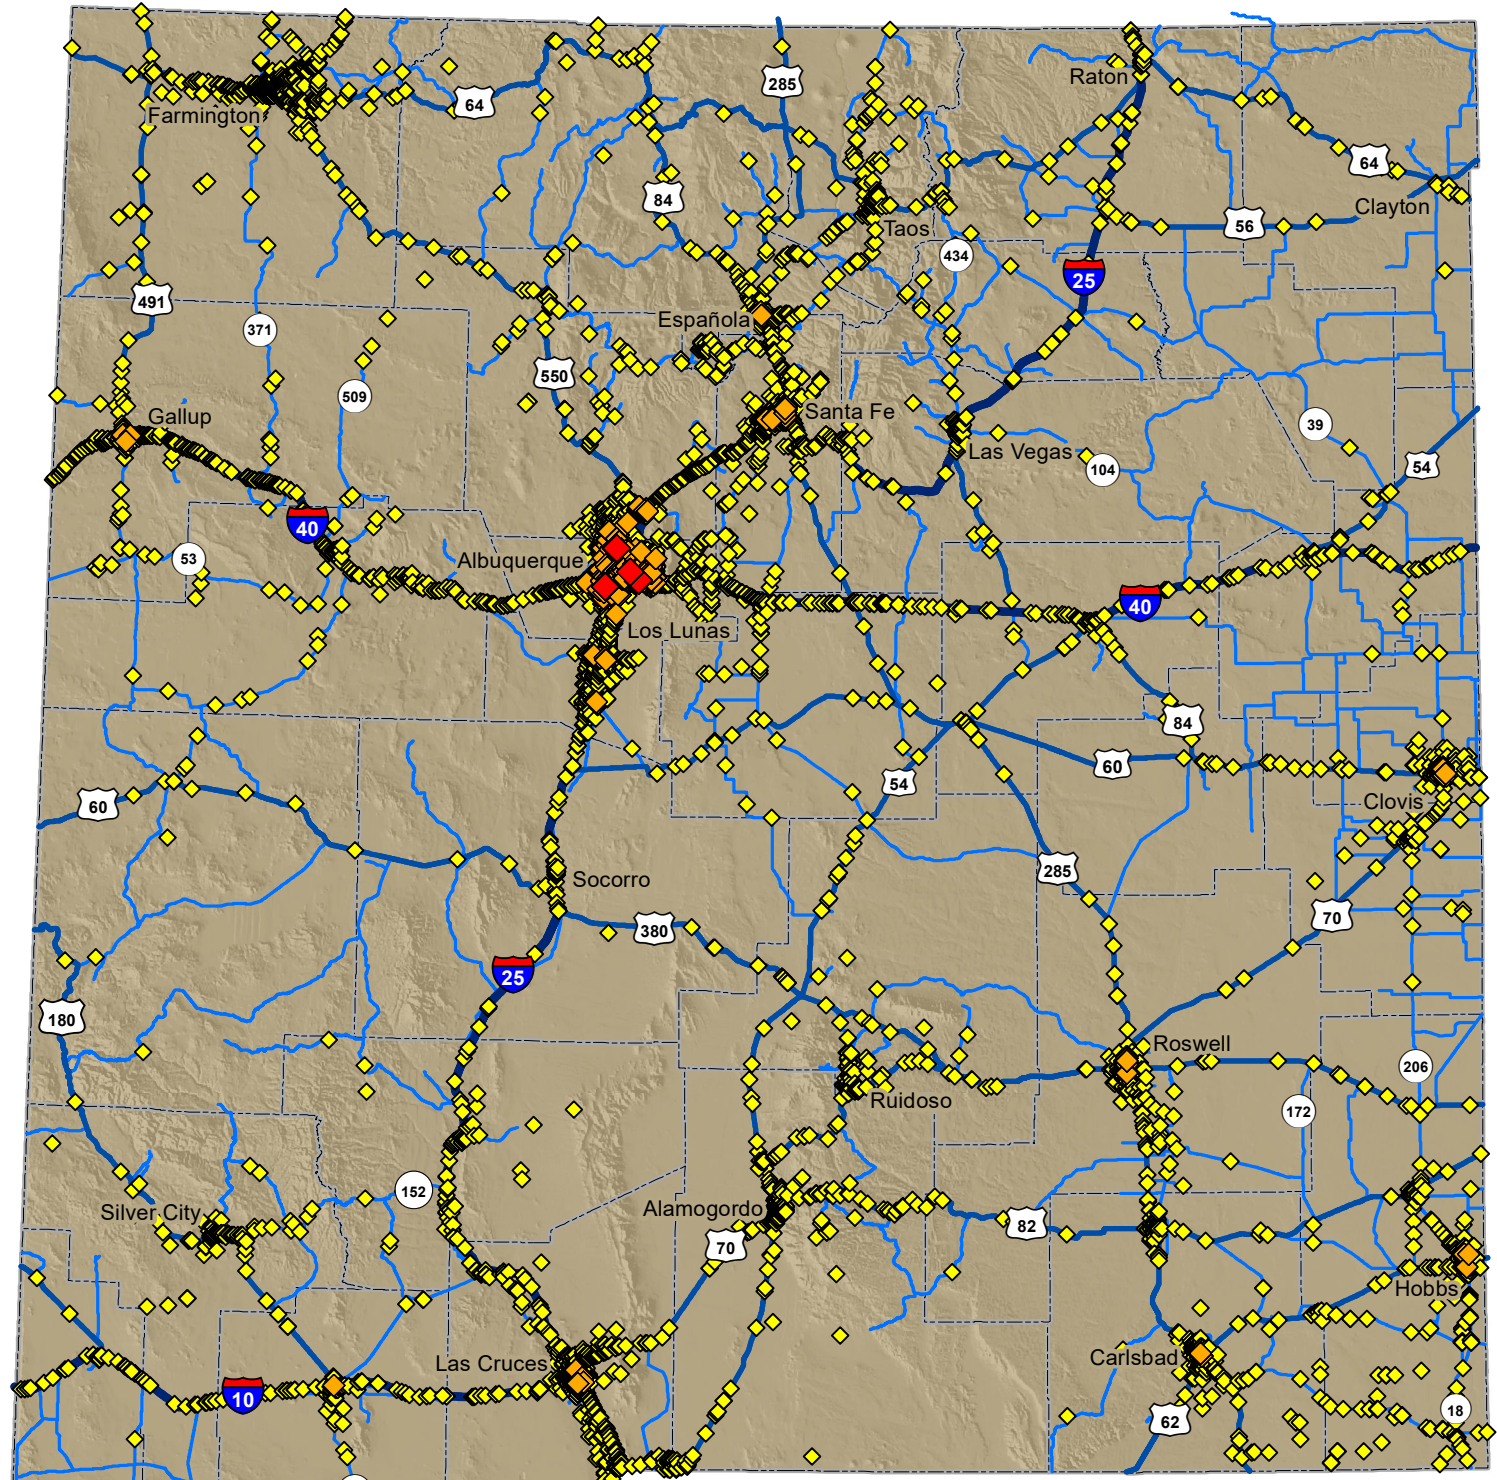 Raton
285
64
Farmington
64
84
Clayton
56
Taos
434
25
491
371
Española
550
509
Gallup
Santa Fe
39
Las Vegas
104
54
40
53
Albuquerque
40
Los Lunas
84
60
54
60
Clovis
285
Socorro
70
380
25
180
Roswell
206
Ruidoso
172
152
Silver City
Alamogordo
82
70
Hobbs
Las Cruces
Carlsbad
10
18
62